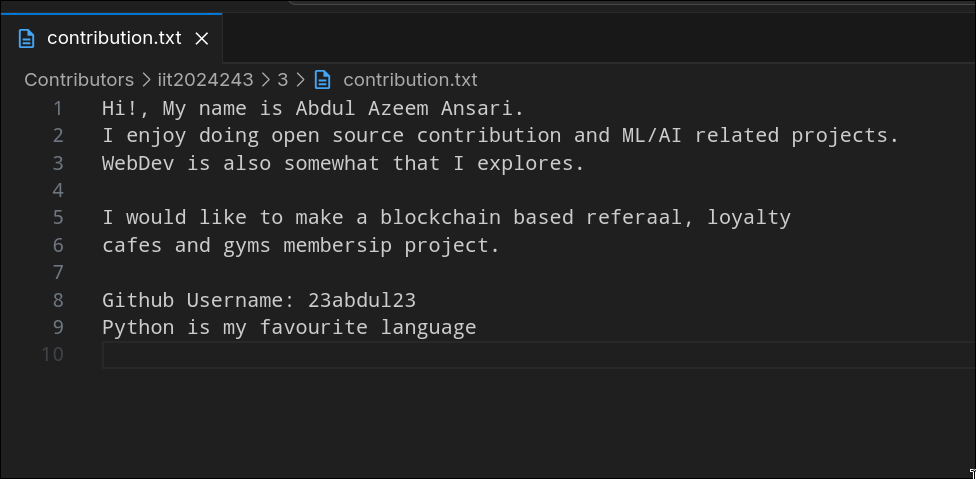 contribution.txt
Contributors > iit2024243 > 3 > contribution.txt
1 Hi!, My name is Abdul Azeem Ansari.
2 I enjoy doing open source contribution and ML/AI related projects.
3 WebDev is also somewhat that I explores.
4
5 I would like to make a blockchain based referaal, loyalty
6 cafes and gyms membersip project.
7
8 Github Username: 23abdul23
9 Python is my favourite language
10